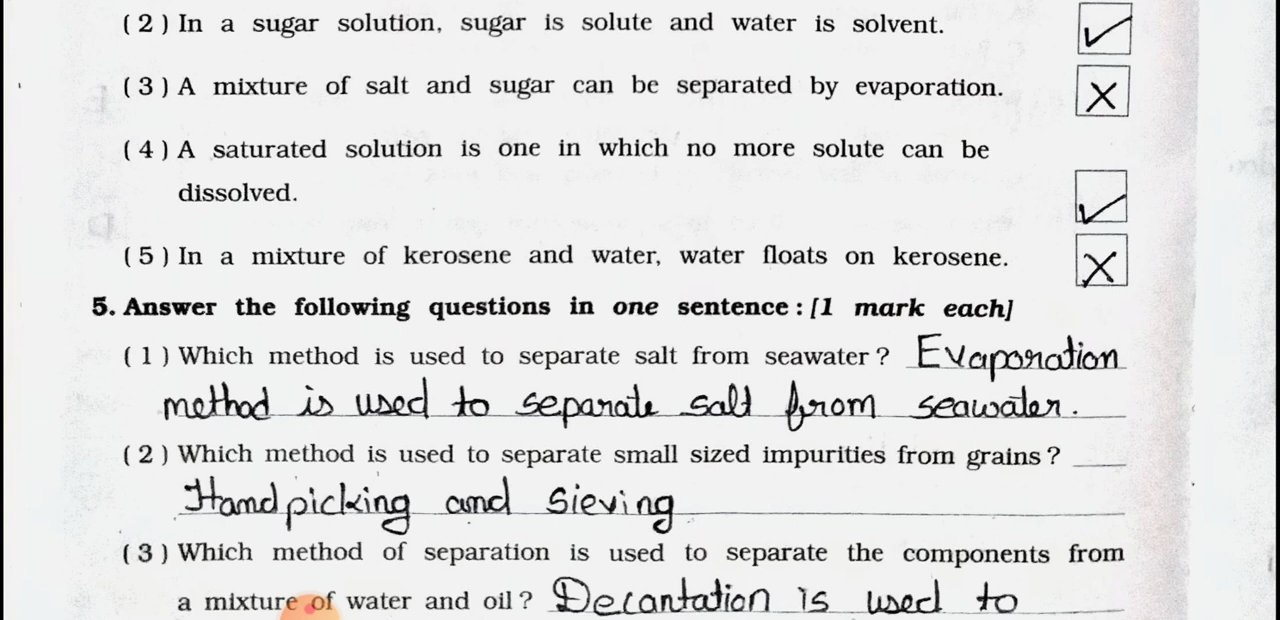 ( 2 ) In a sugar solution, sugar is solute and water is solvent. ✓
( 3 ) A mixture of salt and sugar can be separated by evaporation. X
( 4 ) A saturated solution is one in which no more solute can be
dissolved. ✓
( 5 ) In a mixture of kerosene and water, water floats on kerosene. X
5. Answer the following questions in one sentence : [1 mark each]
( 1 ) Which method is used to separate salt from seawater ? Evaporation
method is used to separate salt from seawater.
( 2 ) Which method is used to separate small sized impurities from grains ?
Handpicking and sieving
( 3 ) Which method of separation is used to separate the components from
a mixture of water and oil ? Decantation is used to